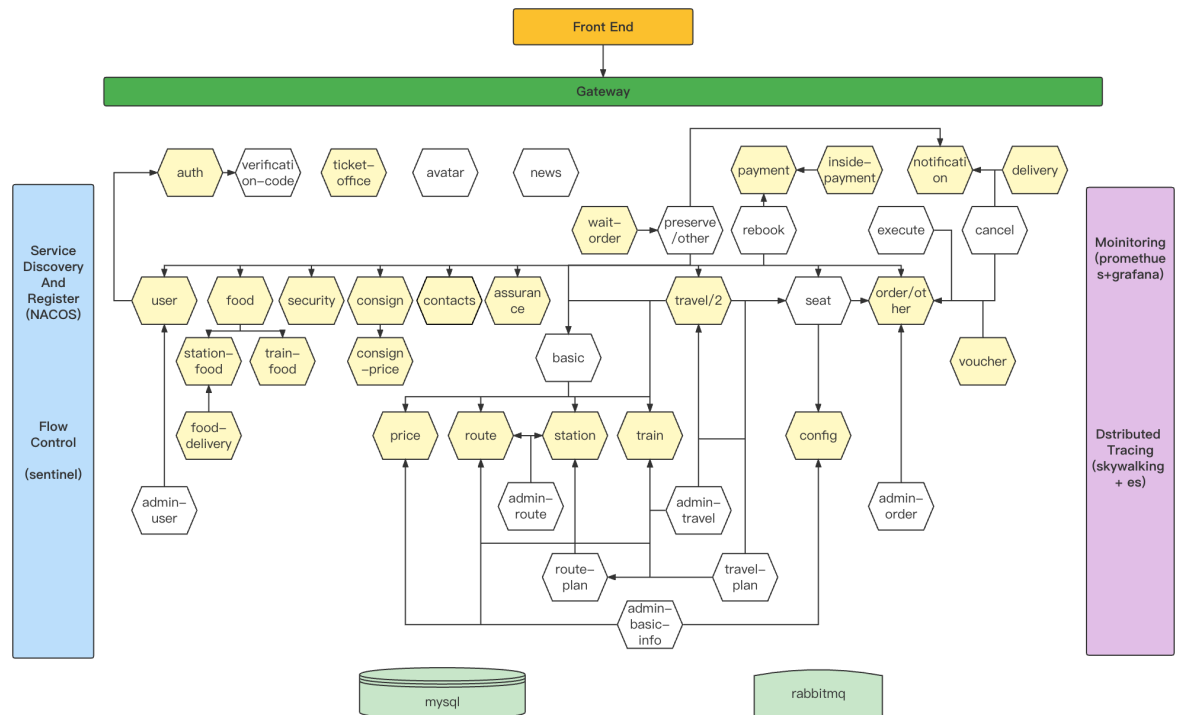 Front End
Gateway
auth
verificati
on-code
ticket-
office
avatar
news
payment
inside-
payment
notificati
on
delivery
wait-
order
preserve
/other
rebook
execute
cancel
Service
Discovery
And
Register
(NACOS)
Flow
Control
(sentinel)
Moinitoring
(promethue
s+grafana)
Dstributed
Tracing
(skywalking
+ es)
user
food
security
consign
contacts
assuran
ce
travel/2
seat
order/ot
her
station-
food
train-
food
consign
-price
basic
voucher
food-
delivery
price
route
station
train
config
admin-
user
admin-
route
admin-
travel
admin-
order
route-
plan
travel-
plan
admin-
basic-
info
mysql
rabbitmq